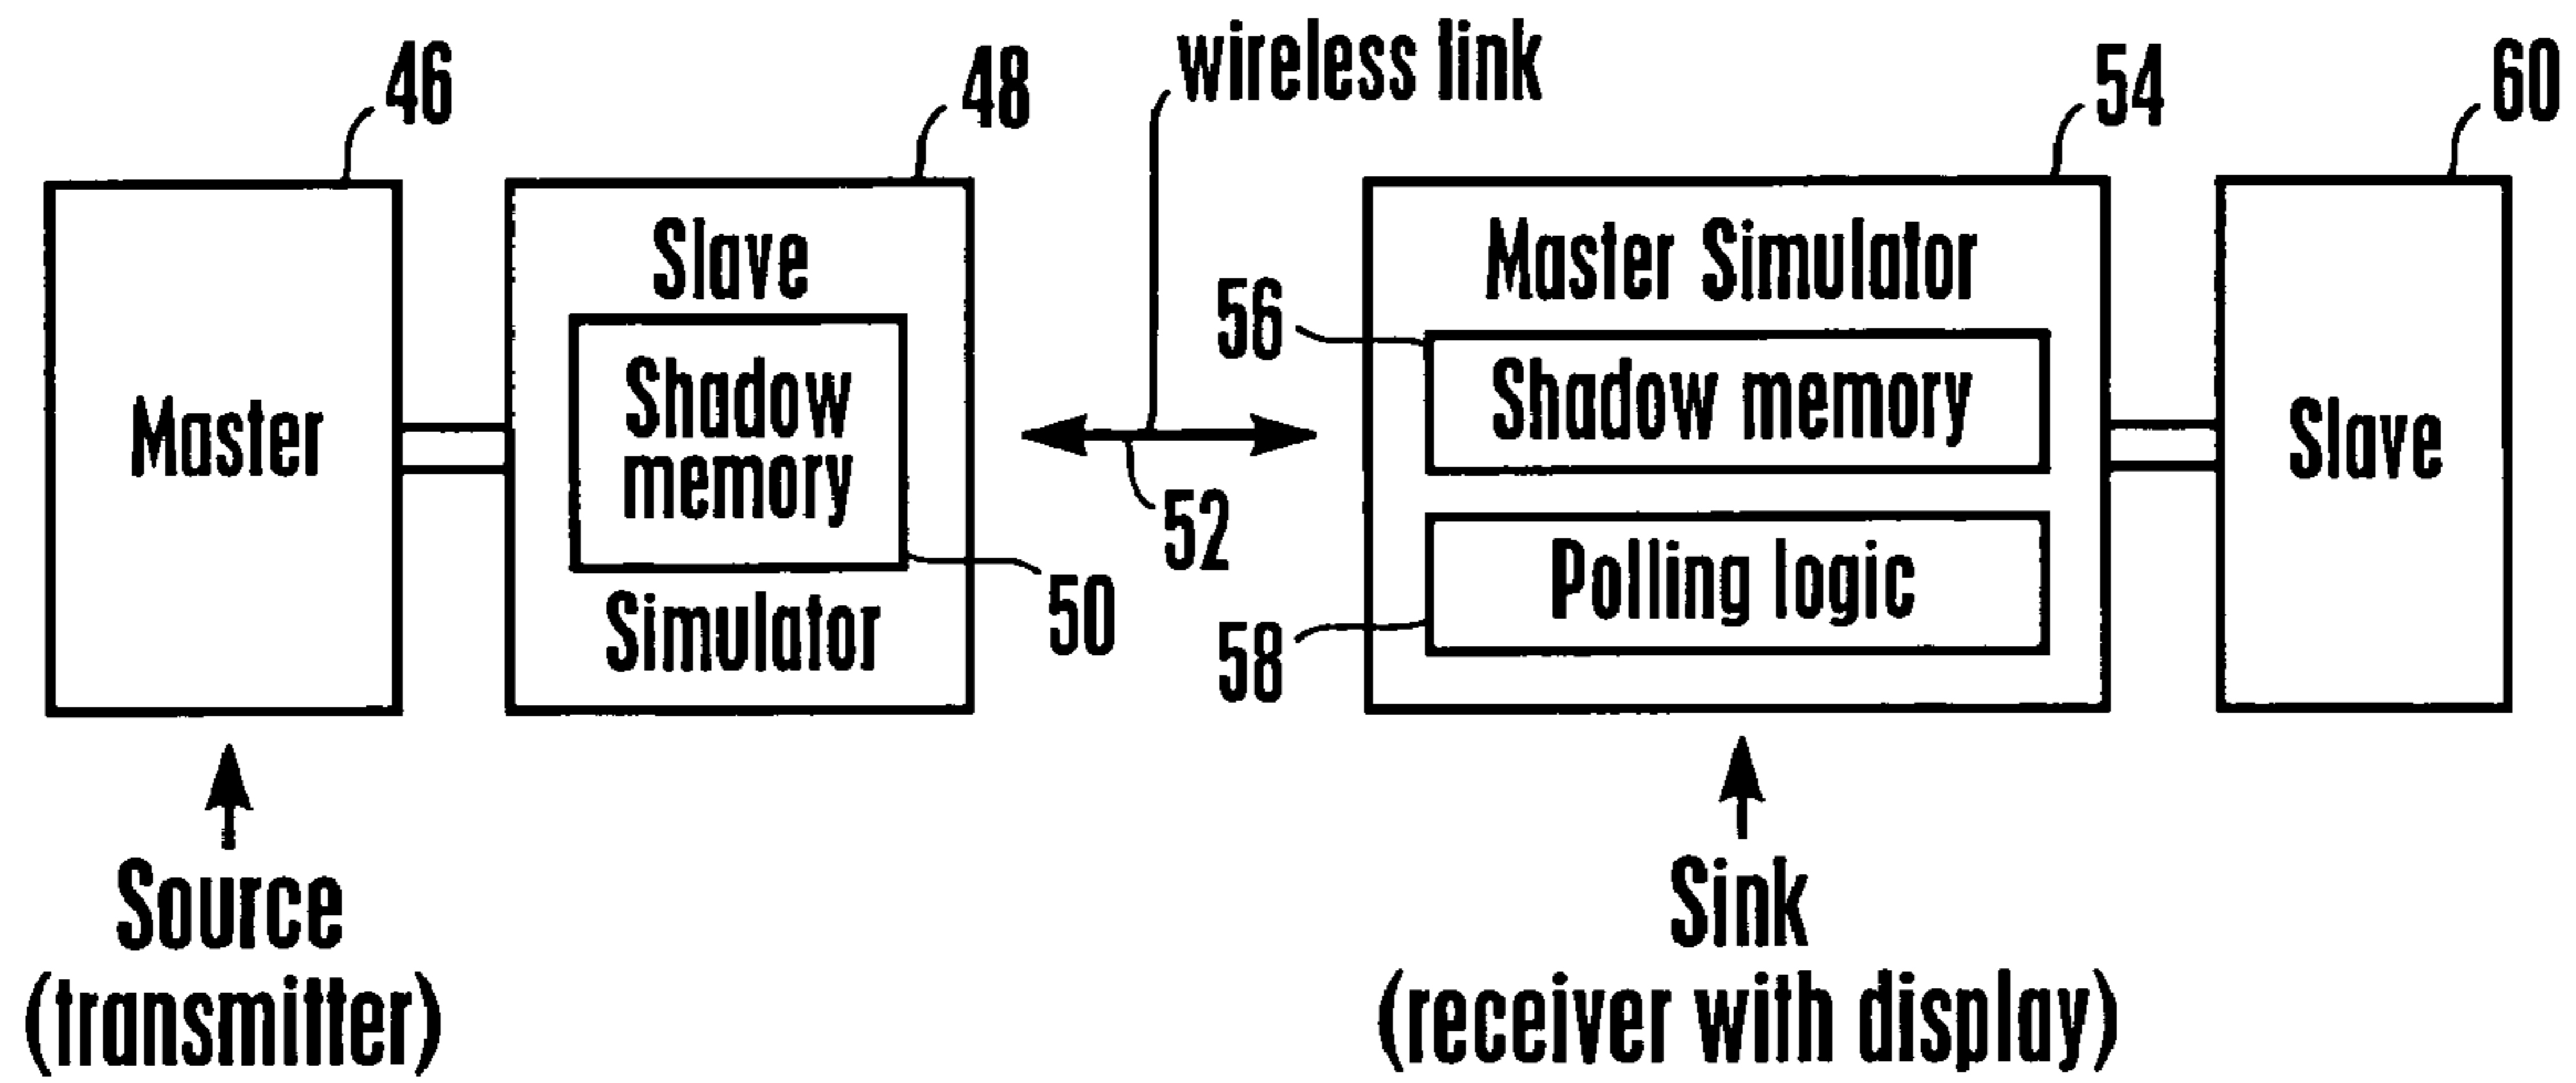 46
48
wireless link
54
60
Master
Slave
Shadow
memory
Simulator
50
52
Master Simulator
56
Shadow memory
58
Polling logic
Slave
Source
(transmitter)
Sink
(receiver with display)